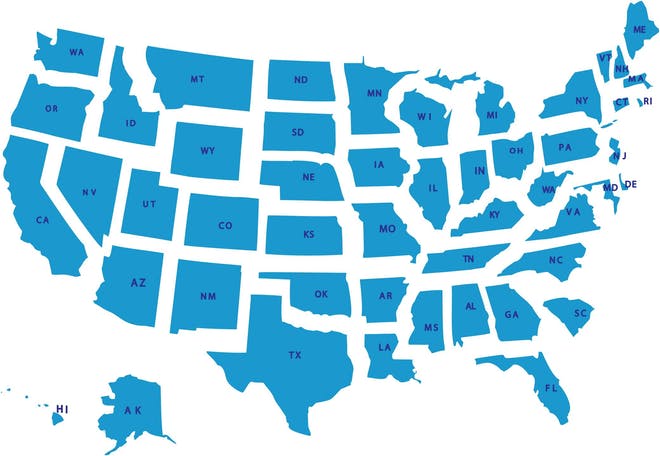 WA
MT
ND
MN
WI
MI
NY
VT
NH
ME
MA
CT
RI
OR
ID
WY
SD
IA
IL
IN
OH
PA
NJ
NE
NV
UT
CO
KS
MO
KY
WA
MD
DE
VA
CA
AZ
NM
OK
AR
TN
NC
TX
LA
MS
AL
GA
SC
FL
HI
AK